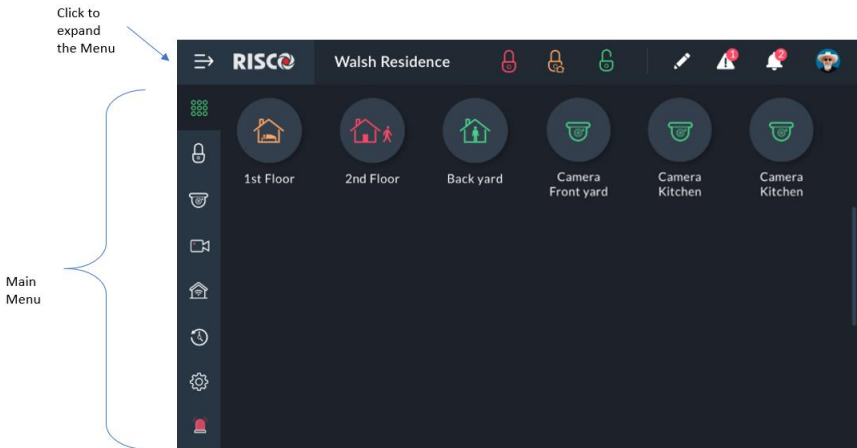 Click to
expand
the Menu
RISCO
Walsh Residence
1
2
1st Floor
2nd Floor
Back yard
Camera
Front yard
Camera
Kitchen
Camera
Kitchen
Main
Menu